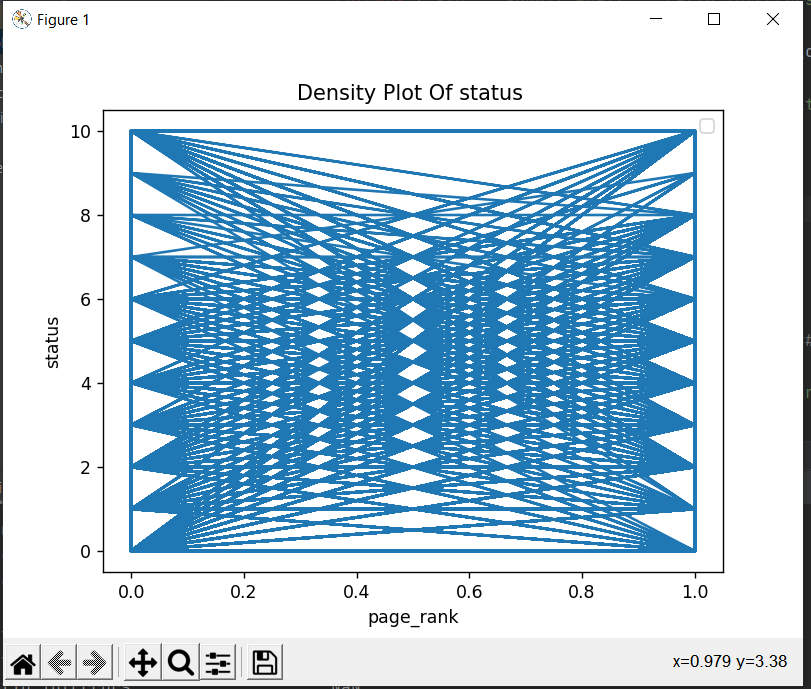 Figure 1
Density Plot Of status
10
8
6
4
2
0
status
0.0 0.2 0.4 0.6 0.8 1.0
page_rank
x=0.979 y=3.38